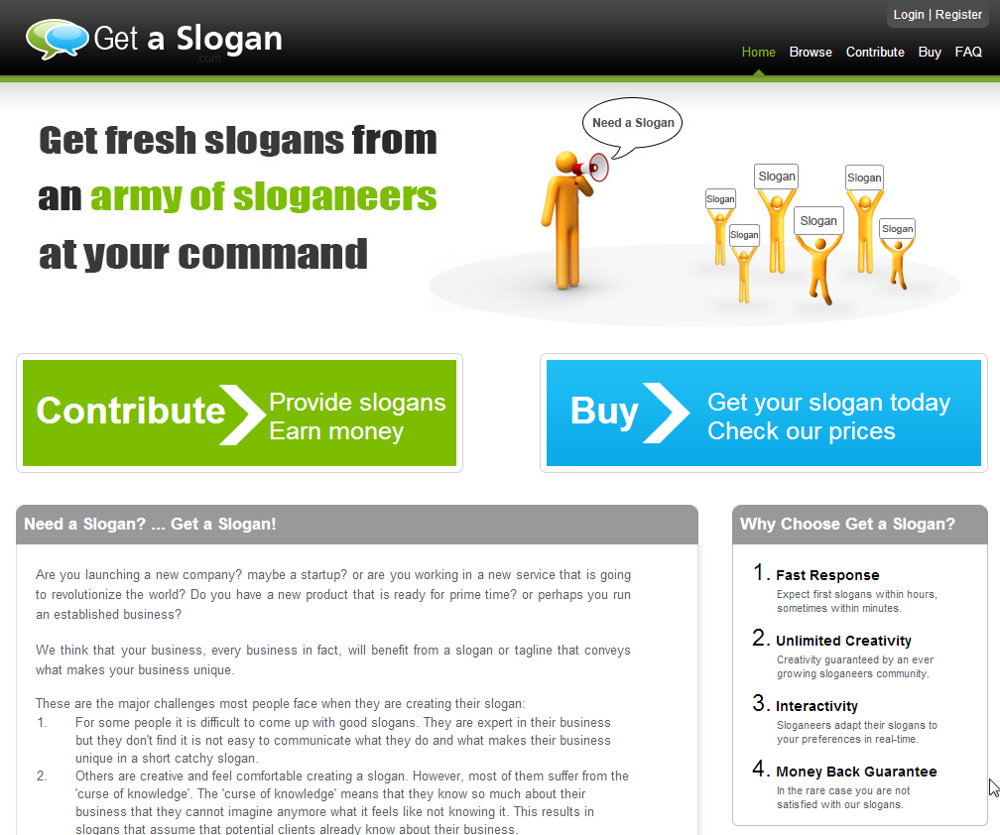 Login | Register
Get a Slogan
.com
Home Browse Contribute Buy FAQ
Get fresh slogans from
an army of sloganeers
at your command
Need a Slogan
Slogan
Slogan
Slogan
Slogan
Slogan
Slogan
Contribute
Provide slogans
Earn money
Buy
Get your slogan today
Check our prices
Need a Slogan? ... Get a Slogan!
Are you launching a new company? maybe a startup? or are you working in a new service that is going
to revolutionize the world? Do you have a new product that is ready for prime time? or perhaps you run
an established business?
We think that your business, every business in fact, will benefit from a slogan or tagline that conveys
what makes your business unique.
These are the major challenges most people face when they are creating their slogan:
1. For some people it is difficult to come up with good slogans. They are expert in their business
but they don't find it is not easy to communicate what they do and what makes their business
unique in a short catchy slogan.
2. Others are creative and feel comfortable creating a slogan. However, most of them suffer from the
'curse of knowledge'. The 'curse of knowledge' means that they know so much about their
business that they cannot imagine anymore what it feels like not knowing it. This results in
slogans that assume that potential clients already know about their business.
Why Choose Get a Slogan?
1. Fast Response
Expect first slogans within hours,
sometimes within minutes.
2. Unlimited Creativity
Creativity guaranteed by an ever
growing sloganeers community.
3. Interactivity
Sloganeers adapt their slogans to
your preferences in real-time.
4. Money Back Guarantee
In the rare case you are not
satisfied with our slogans.